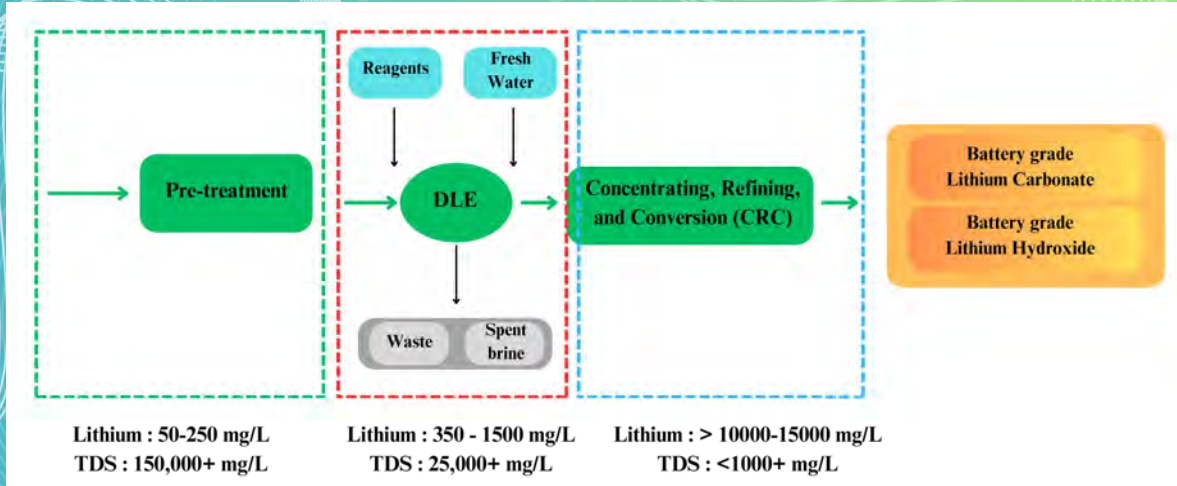 Reagents
Fresh
Water
Pre-treatment
DLE
Concentrating, Refining,
and Conversion (CRC)
Battery grade
Lithium Carbonate
Battery grade
Lithium Hydroxide
Waste
Spent
brine
Lithium : 50-250 mg/L
TDS : 150,000+ mg/L
Lithium : 350 - 1500 mg/L
TDS : 25,000+ mg/L
Lithium : > 10000-15000 mg/L
TDS : <1000+ mg/L